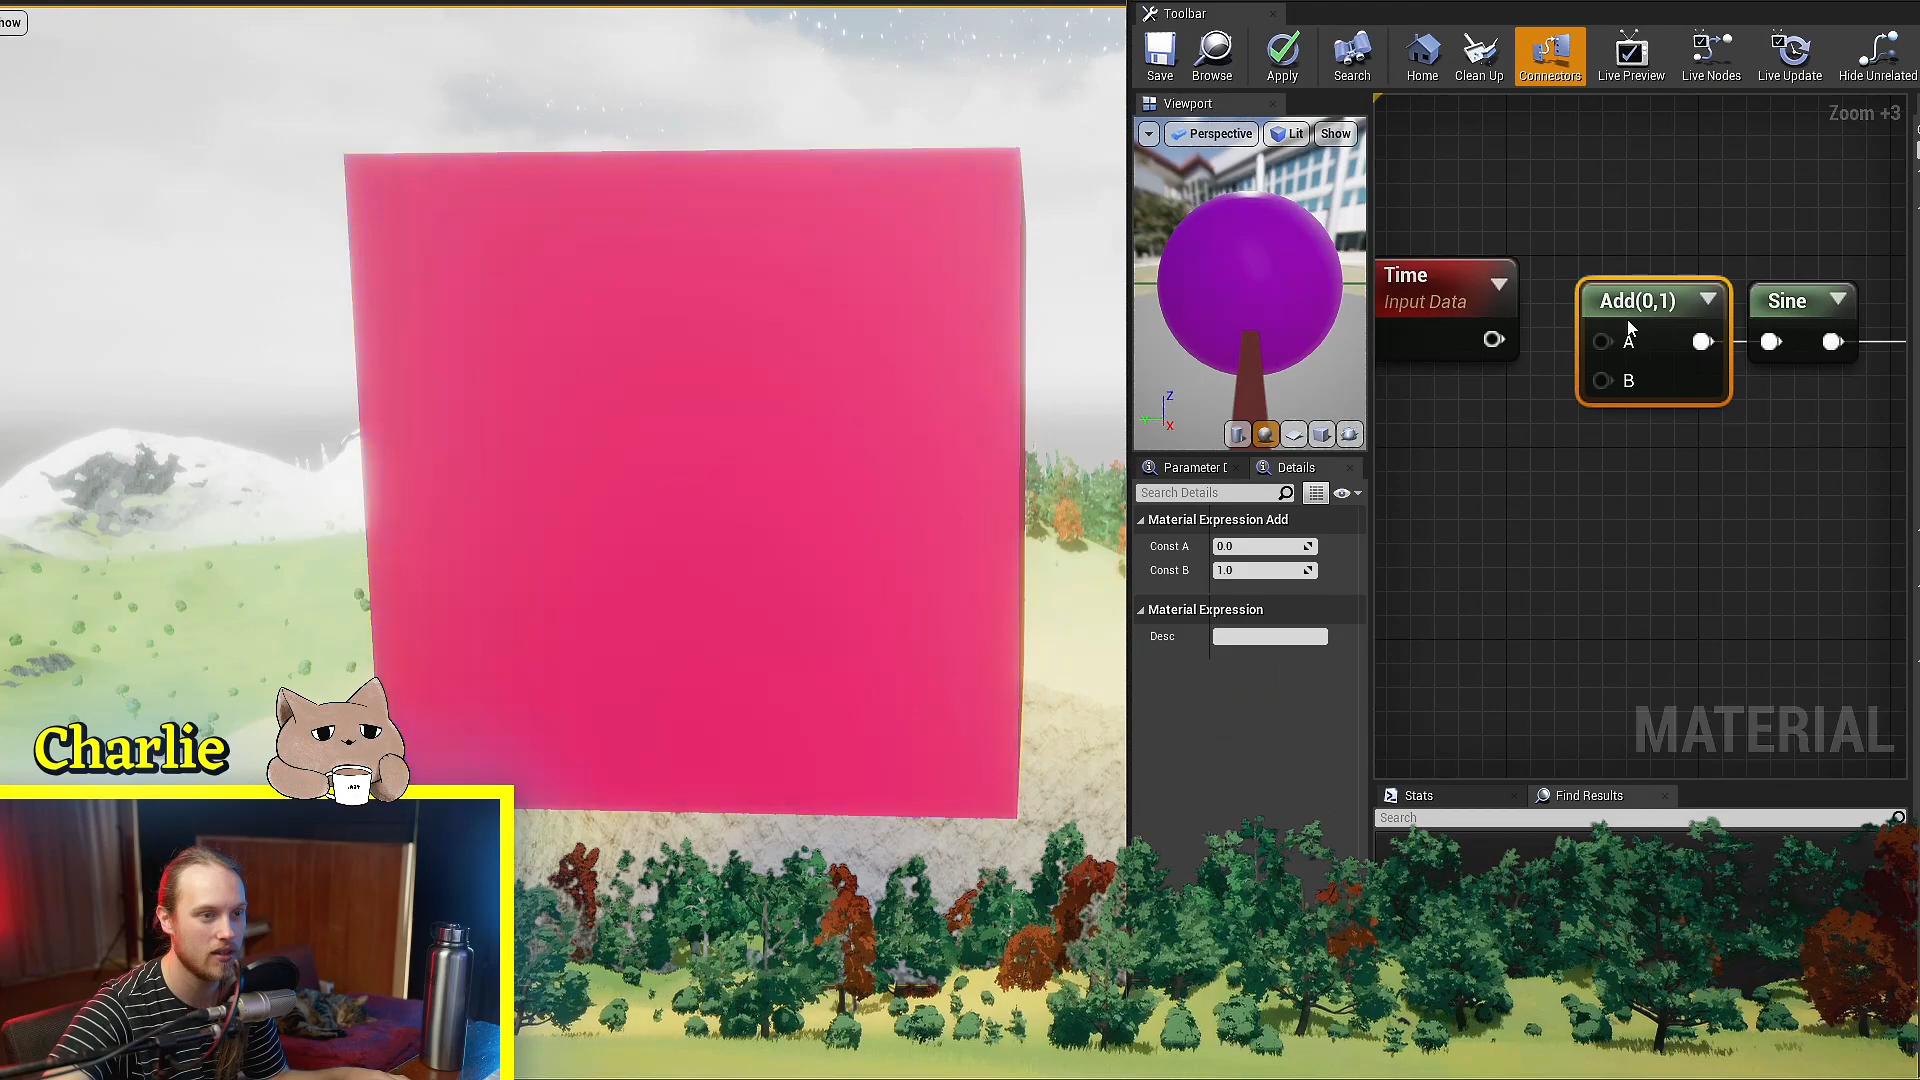 how
Toolbar
Save
Browse
Apply
Search
Home
Clean Up
Connectors
Live Preview
Live Nodes
Live Update
Hide Unrelated
Viewport
Perspective
Lit
Show
Zoom +3
Time
Input Data
Add(0,1)
A
B
Sine
Z
X
Y
Parameter D
Details
Search Details
Material Expression Add
Const A
0.0
Const B
1.0
Material Expression
Desc
MATERIAL
Stats
Find Results
Search
Charlie